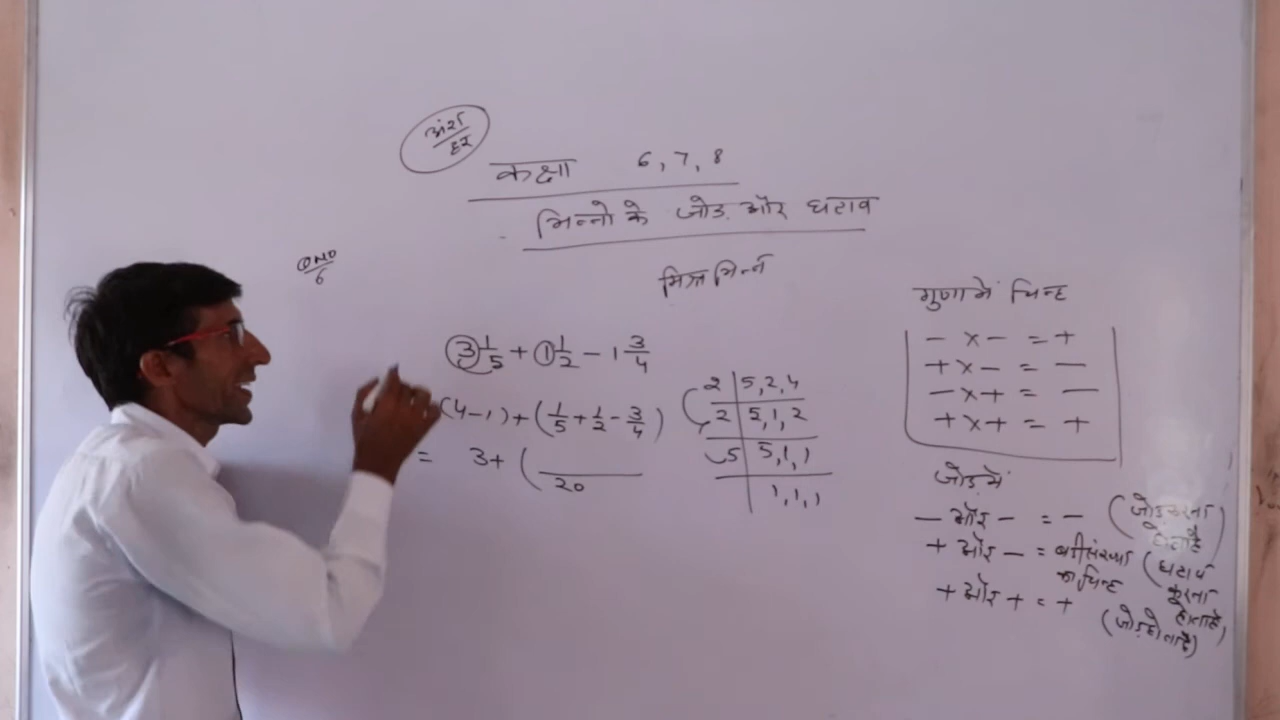 अंश
हर
कक्षा 6, 7, 8
भिन्नो के जोड और घटाव
मिश्र भिन्न
6
3 1/5 + 1 1/2 - 1 3/4
(4-1) + (1/5 + 1/2 - 3/4)
= 3 + ( /20
2 | 5, 2, 4
2 | 5, 1, 2
5 | 5, 1, 1
1, 1, 1
गुणा में चिन्ह
- × - = +
+ × - = -
- × + = -
+ × + = +
जोड़ में
- और - = - (जोड करना होता है)
+ और - = बडी संख्या का चिन्ह (घटाव करना होता है)
+ और + = +
(जोड़ होता है)